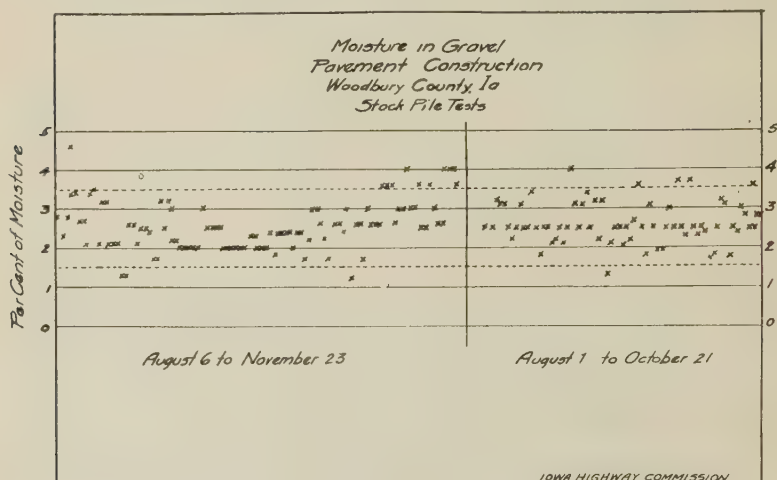 Moisture in Gravel
Pavement Construction
Woodbury County, Ia
Stock Pile Tests
Per Cent of Moisture
5 5
4 4
3 3
2 2
1 1
0 0
August 6 to November 23
August 1 to October 21
IOWA HIGHWAY COMMISSION